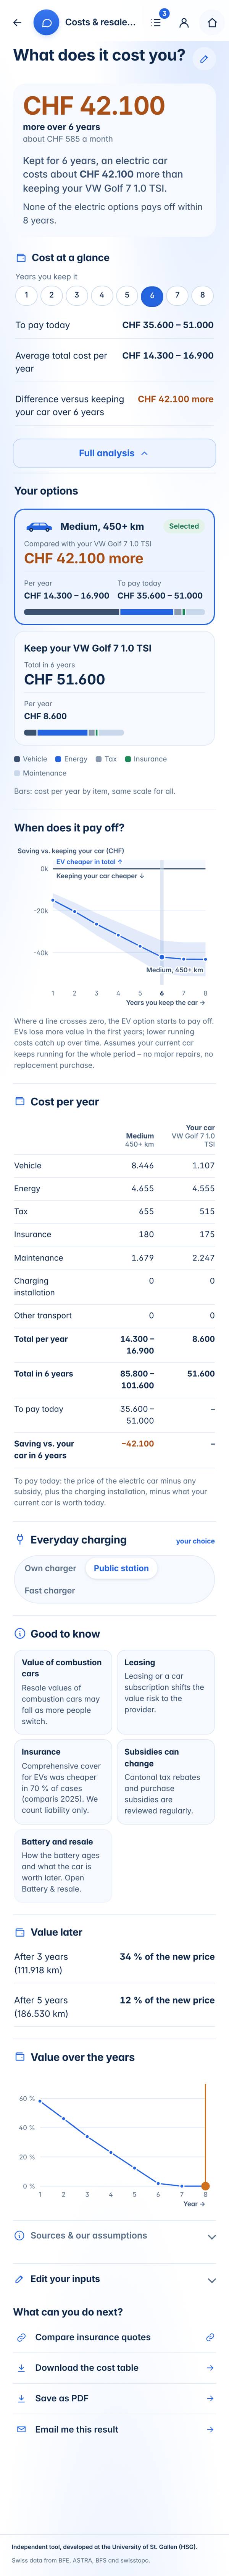 3
Costs & resale...
What does it cost you?
CHF 42.100
more over 6 years
about CHF 585 a month
Kept for 6 years, an electric car
costs about CHF 42.100 more than
keeping your VW Golf 7 1.0 TSI.
None of the electric options pays off within
8 years.
Cost at a glance
Years you keep it
1 2 3 4 5 6 7 8
To pay today CHF 35.600 – 51.000
Average total cost per
year CHF 14.300 – 16.900
Difference versus keeping
your car over 6 years CHF 42.100 more
Full analysis
Your options
Medium, 450+ km Selected
Compared with your VW Golf 7 1.0 TSI
CHF 42.100 more
Per year To pay today
CHF 14.300 – 16.900 CHF 35.600 – 51.000
Keep your VW Golf 7 1.0 TSI
Total in 6 years
CHF 51.600
Per year
CHF 8.600
Vehicle Energy Tax Insurance
Maintenance
Bars: cost per year by item, same scale for all.
When does it pay off?
Saving vs. keeping your car (CHF)
EV cheaper in total ↑
0k
Keeping your car cheaper ↓
−20k
−40k
Medium, 450+ km
1 2 3 4 5 6 7 8
Years you keep the car →
Where a line crosses zero, the EV option starts to pay off.
EVs lose more value in the first years; lower running
costs catch up over time. Assumes your current car
keeps running for the whole period – no major repairs, no
replacement purchase.
Cost per year
Medium
450+ km
Your car
VW Golf 7 1.0
TSI
Vehicle 8.446 1.107
Energy 4.655 4.555
Tax 655 515
Insurance 180 175
Maintenance 1.679 2.247
Charging
installation 0 0
Other transport 0 0
Total per year 14.300 –
16.900 8.600
Total in 6 years 85.800 –
101.600 51.600
To pay today 35.600 –
51.000 –
Saving vs. your
car in 6 years −42.100 –
To pay today: the price of the electric car minus any
subsidy, plus the charging installation, minus what your
current car is worth today.
Everyday charging your choice
Own charger Public station
Fast charger
Good to know
Value of combustion
cars
Resale values of
combustion cars may
fall as more people
switch.
Leasing
Leasing or a car
subscription shifts the
value risk to the
provider.
Insurance
Comprehensive cover
for EVs was cheaper
in 70 % of cases
(comparis 2025). We
count liability only.
Subsidies can
change
Cantonal tax rebates
and purchase
subsidies are
reviewed regularly.
Battery and resale
How the battery ages
and what the car is
worth later. Open
Battery & resale.
Value later
After 3 years
(111.918 km) 34 % of the new price
After 5 years
(186.530 km) 12 % of the new price
Value over the years
60 %
40 %
20 %
0 %
1 2 3 4 5 6 7 8
Year →
Sources & our assumptions
Edit your inputs
What can you do next?
Compare insurance quotes
Download the cost table →
Save as PDF →
Email me this result →
Independent tool, developed at the University of St. Gallen (HSG).
Swiss data from BFE, ASTRA, BFS and swisstopo.